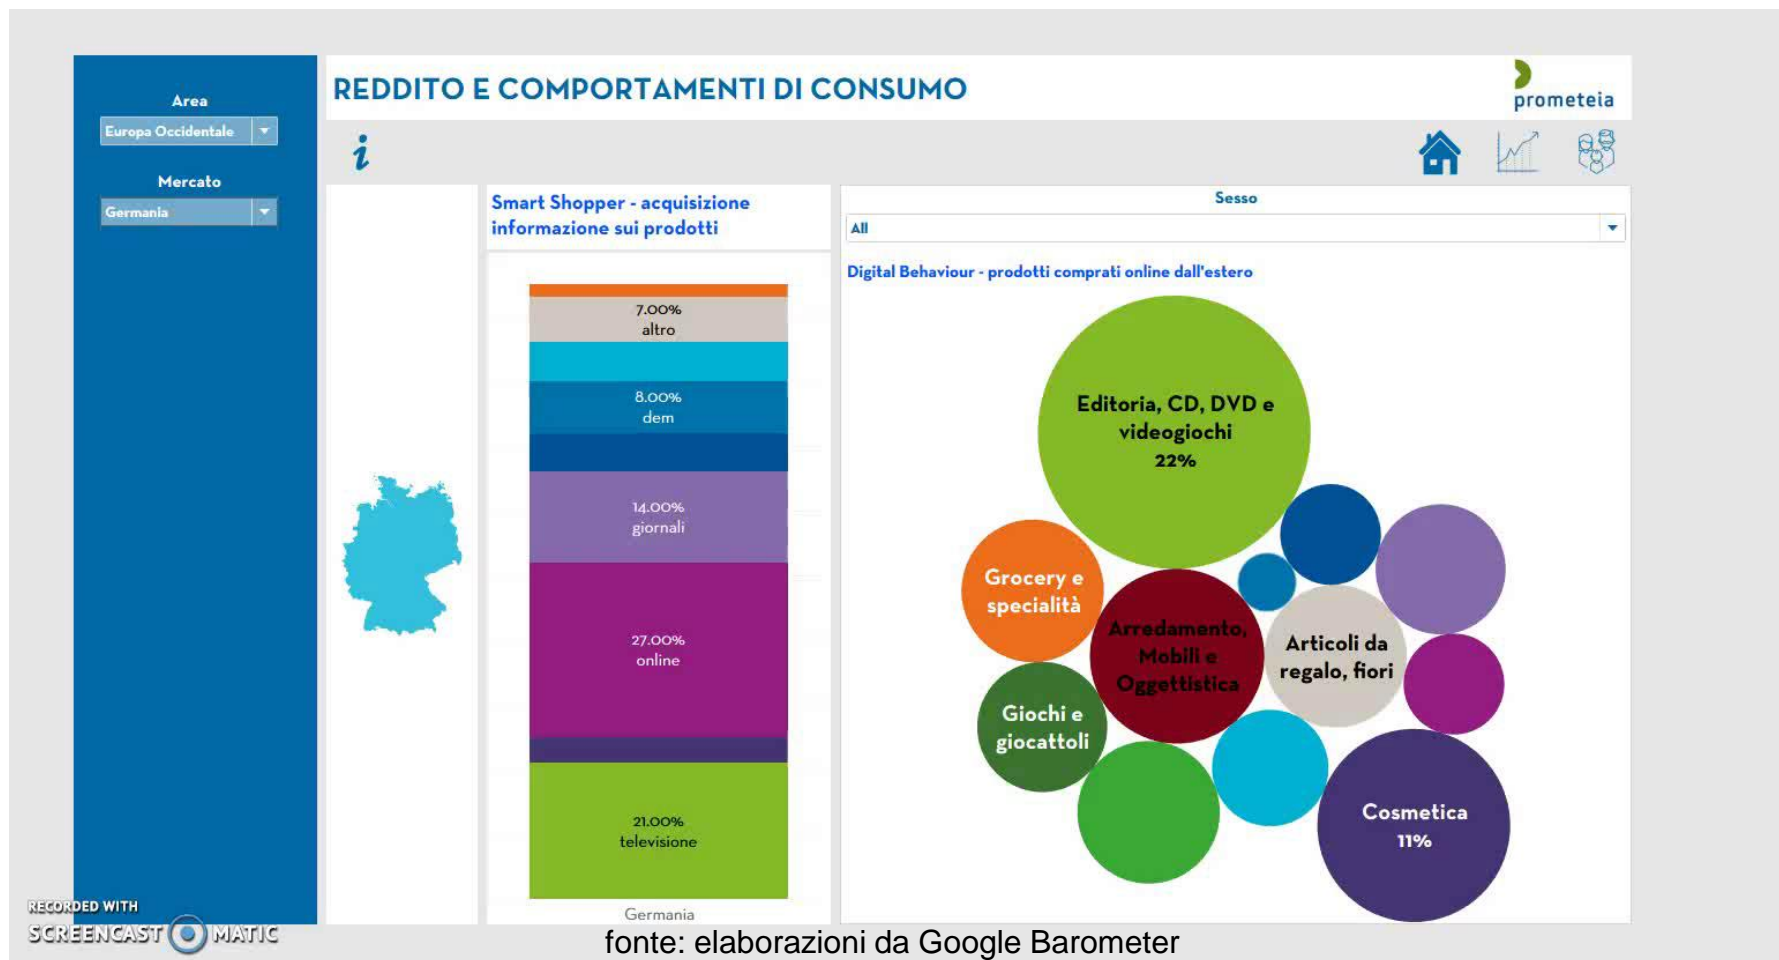 Area
Europa Occidentale
Mercato
Germania
REDDITO E COMPORTAMENTI DI CONSUMO
prometeia
i
Smart Shopper - acquisizione
informazione sui prodotti
7.00%
altro
8.00%
dem
14.00%
giornali
27.00%
online
21.00%
televisione
Germania
Sesso
All
Digital Behaviour - prodotti comprati online dall'estero
Editoria, CD, DVD e
videogiochi
22%
Grocery e
specialità
Arredamento,
Mobili e
Oggettistica
Articoli da
regalo, fiori
Giochi e
giocattoli
Cosmetica
11%
RECORDED WITH
SCREENCAST MATIC
fonte: elaborazioni da Google Barometer